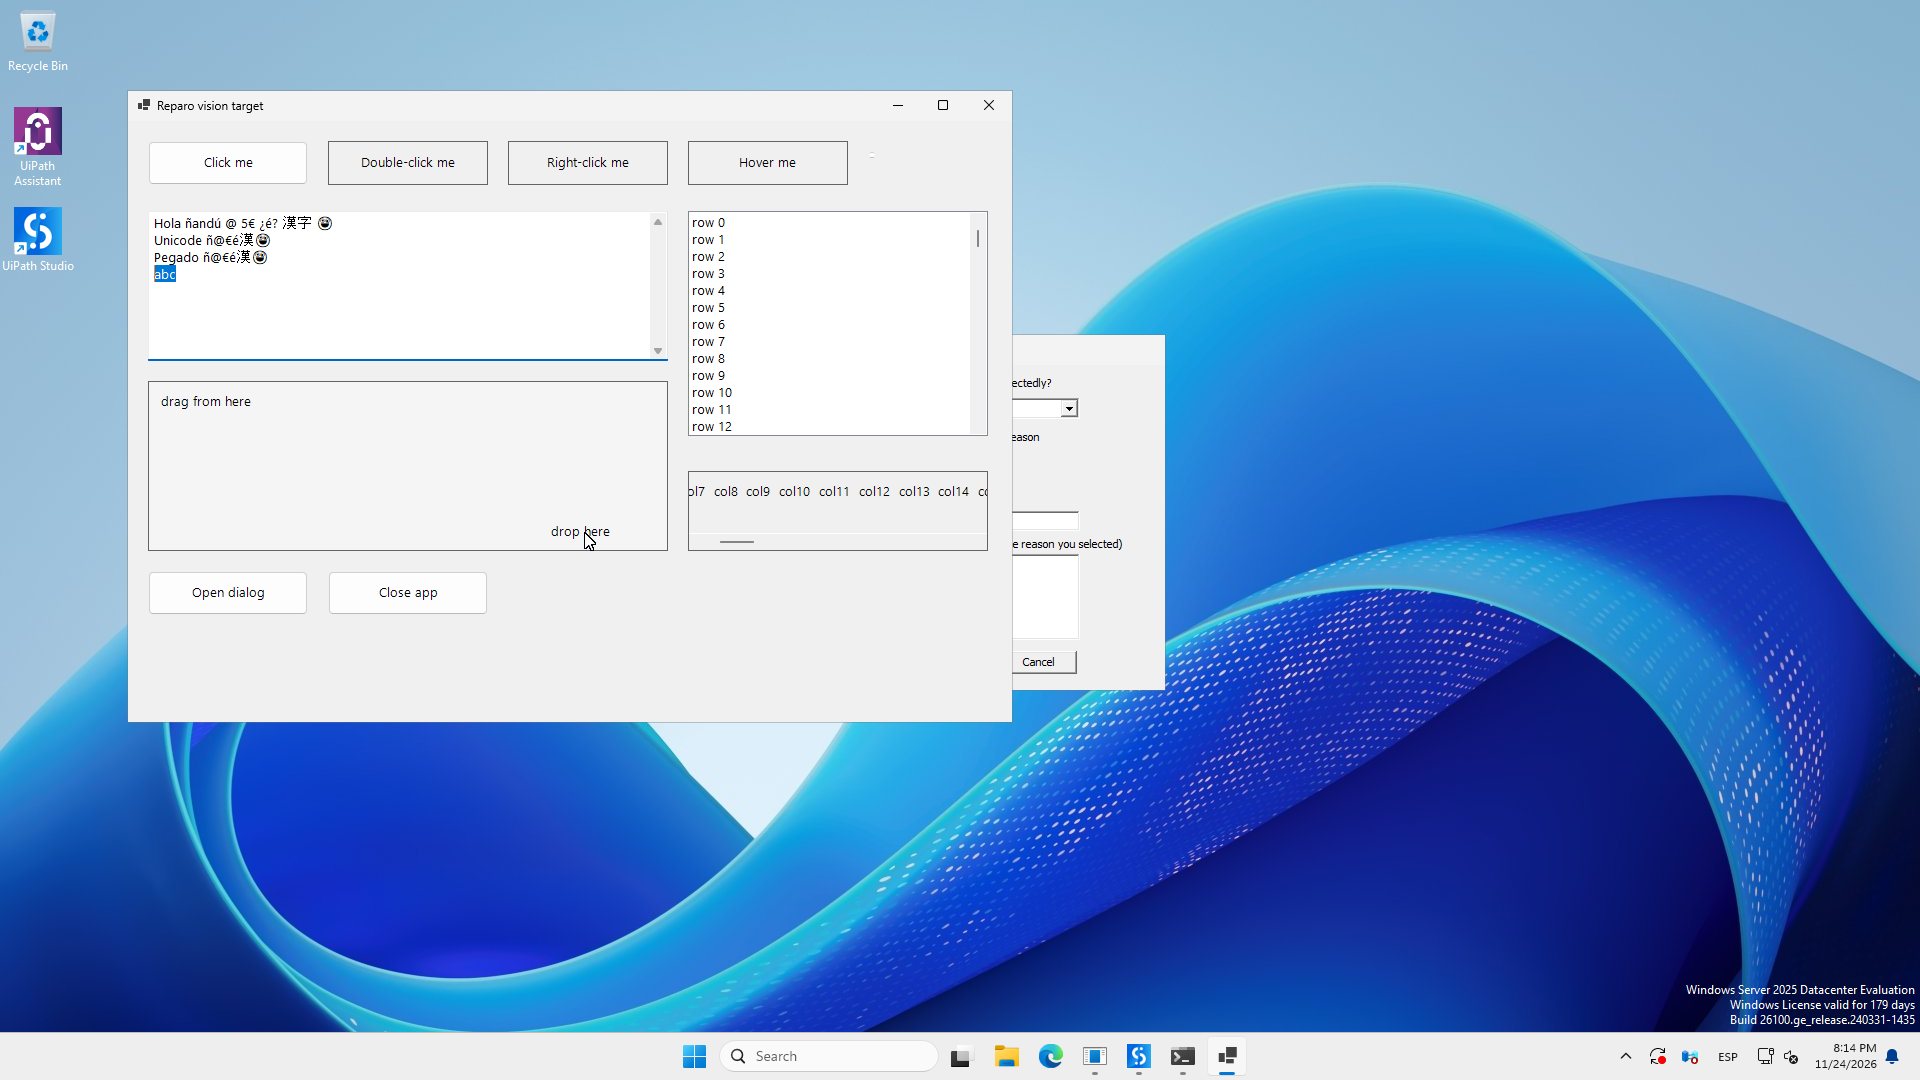 Recycle Bin
UiPath
Assistant
UiPath Studio
Reparo vision target
Click me
Double-click me
Right-click me
Hover me
Hola ñandú @ 5€ ¿é? 漢字 😀
Unicode ñ@€é漢😀
Pegado ñ@€é漢😀
abc
row 0
row 1
row 2
row 3
row 4
row 5
row 6
row 7
row 8
row 9
row 10
row 11
row 12
drag from here
drop here
ol7 col8 col9 col10 col11 col12 col13 col14 co
Open dialog
Close app
ectedly?
eason
e reason you selected)
Cancel
Windows Server 2025 Datacenter Evaluation
Windows License valid for 179 days
Build 26100.ge_release.240331-1435
Search
ESP
8:14 PM
11/24/2026